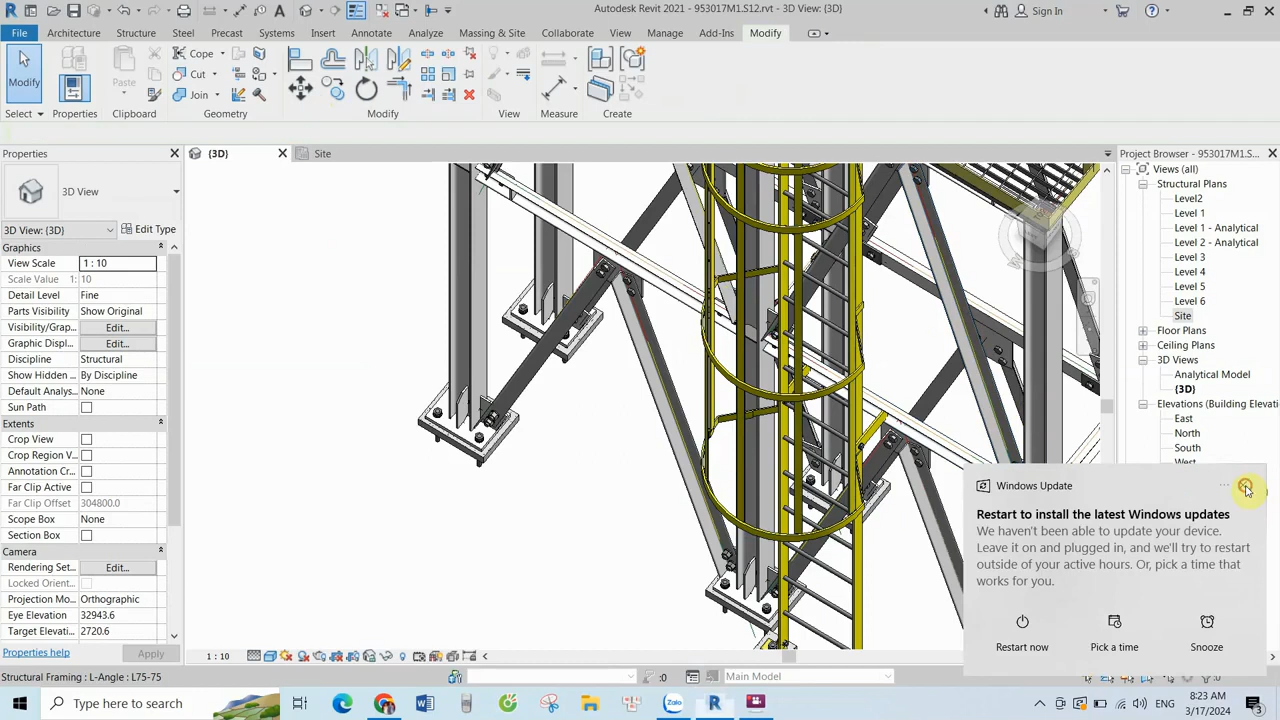 Autodesk Revit 2021 - 953017M1.S12.rvt - 3D View: {3D}
Sign In
File
Architecture
Structure
Steel
Precast
Systems
Insert
Annotate
Analyze
Massing & Site
Collaborate
View
Manage
Add-Ins
Modify
Modify
Paste
Cope
Cut
Join
Select
Properties
Clipboard
Geometry
Modify
View
Measure
Create
Properties
{3D}
Site
Project Browser - 953017M1.S...
3D View
3D View: {3D}
Edit Type
Graphics
View Scale 1 : 10
Scale Value 1: 10
Detail Level Fine
Parts Visibility Show Original
Visibility/Grap... Edit...
Graphic Displ... Edit...
Discipline Structural
Show Hidden ... By Discipline
Default Analys... None
Sun Path
Extents
Crop View
Crop Region V...
Annotation Cr...
Far Clip Active
Far Clip Offset 304800.0
Scope Box None
Section Box
Camera
Rendering Set... Edit...
Locked Orient...
Projection Mo... Orthographic
Eye Elevation 32943.6
Target Elevati... 2720.6
Properties help
Apply
Views (all)
Structural Plans
Level2
Level 1
Level 1 - Analytical
Level 2 - Analytical
Level 3
Level 4
Level 5
Level 6
Site
Floor Plans
Ceiling Plans
3D Views
Analytical Model
{3D}
Elevations (Building Elevati
East
North
South
West
Windows Update
Restart to install the latest Windows updates
We haven't been able to update your device.
Leave it on and plugged in, and we'll try to restart
outside of your active hours. Or, pick a time that
works for you.
Restart now
Pick a time
Snooze
1 : 10
Structural Framing : L-Angle : L75-75
:0
Main Model
Type here to search
Zalo
ENG
8:23 AM
3/17/2024
3